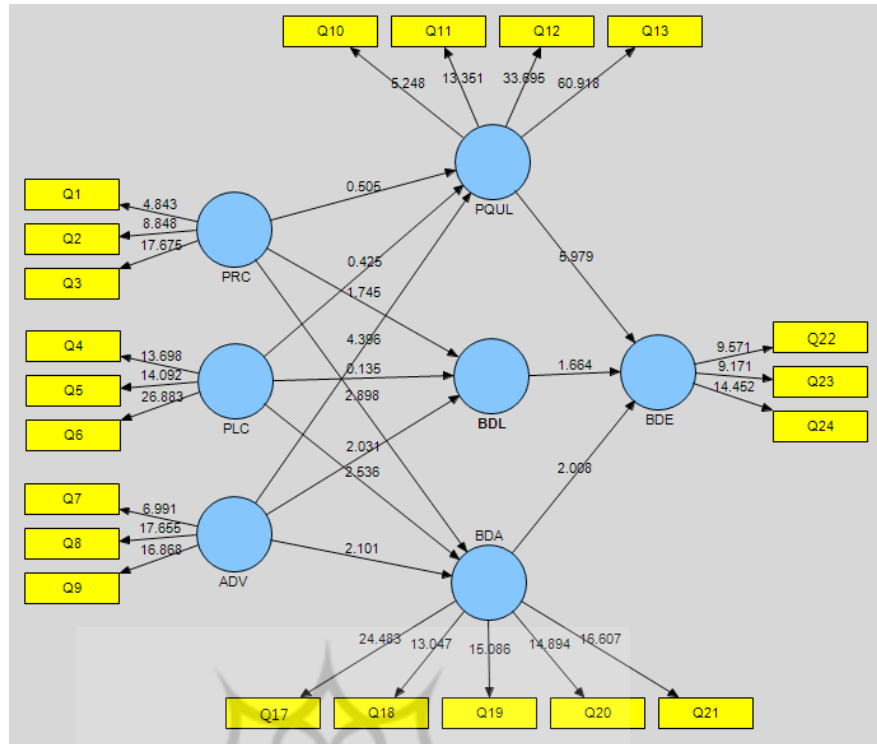 Q10 Q11 Q12 Q13
5.248 13.351 33.695 60.918
PQUL
Q1 Q2 Q3
4.843
8.848
17.675
PRC
0.505
0.425
1.745
4.396
0.135
2.898
5.979
Q4 Q5 Q6
13.698
14.092
26.883
PLC
BDL
1.664
BDE
9.571
9.171
14.452
Q22
Q23
Q24
2.031
2.536
2.008
Q7 Q8 Q9
6.991
17.655
16.868
ADV
2.101
BDA
24.483 13.047 15.086 14.894 16.607
Q17 Q18 Q19 Q20 Q21